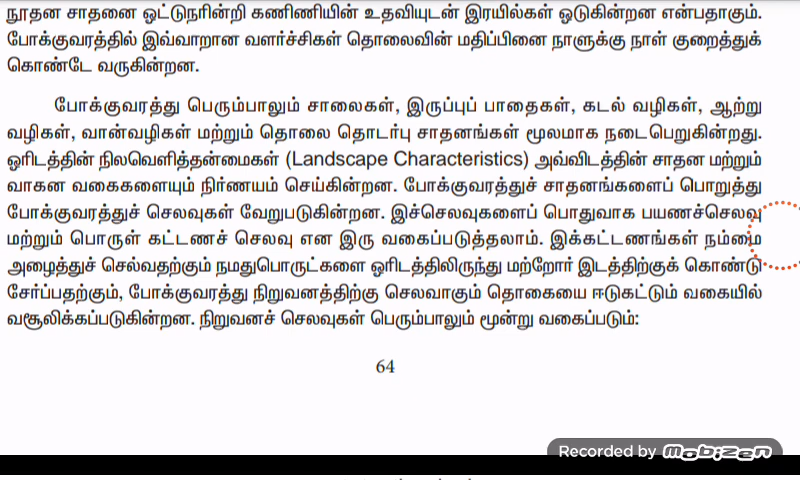 நூதன சாதனை ஓட்டுநரின்றி கணிணியின் உதவியுடன் இரயில்கள் ஓடுகின்றன என்பதாகும்.
போக்குவரத்தில் இவ்வாறான வளர்ச்சிகள் தொலைவின் மதிப்பினை நாளுக்கு நாள் குறைத்துக்
கொண்டே வருகின்றன.
போக்குவரத்து பெரும்பாலும் சாலைகள், இருப்புப் பாதைகள், கடல் வழிகள், ஆற்று
வழிகள், வான்வழிகள் மற்றும் தொலை தொடர்பு சாதனங்கள் மூலமாக நடைபெறுகின்றது.
ஓரிடத்தின் நிலவெளித்தன்மைகள் (Landscape Characteristics) அவ்விடத்தின் சாதன மற்றும்
வாகன வகைகளையும் நிர்ணயம் செய்கின்றன. போக்குவரத்துச் சாதனங்களைப் பொறுத்து
போக்குவரத்துச் செலவுகள் வேறுபடுகின்றன. இச்செலவுகளைப் பொதுவாக பயணச்செலவு
மற்றும் பொருள் கட்டணச் செலவு என இரு வகைப்படுத்தலாம். இக்கட்டணங்கள் நம்மை
அழைத்துச் செல்வதற்கும் நமதுபொருட்களை ஓரிடத்திலிருந்து மற்றோர் இடத்திற்குக் கொண்டு
சேர்ப்பதற்கும், போக்குவரத்து நிறுவனத்திற்கு செலவாகும் தொகையை ஈடுகட்டும் வகையில்
வசூலிக்கப்படுகின்றன. நிறுவனச் செலவுகள் பெரும்பாலும் மூன்று வகைப்படும்:
64
Recorded by mobizen